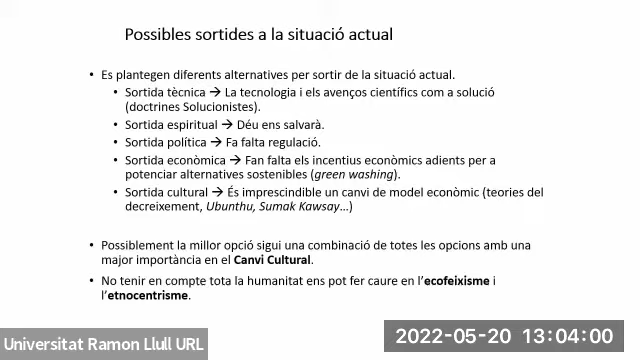 Possibles sortides a la situació actual
• Es plantegen diferents alternatives per sortir de la situació actual.
• Sortida tècnica → La tecnologia i els avenços científics com a solució
(doctrines Solucionistes).
• Sortida espiritual → Déu ens salvarà.
• Sortida política → Fa falta regulació.
• Sortida econòmica → Fan falta els incentius econòmics adients per a
potenciar alternatives sostenibles (green washing).
• Sortida cultural → És imprescindible un canvi de model econòmic (teories del
decreixement, Ubunthu, Sumak Kawsay...)
• Possiblement la millor opció sigui una combinació de totes les opcions amb una
major importància en el Canvi Cultural.
• No tenir en compte tota la humanitat ens pot fer caure en l'ecofeixisme i
l'etnocentrisme.
Universitat Ramon Llull URL
2022-05-20 13:04:00